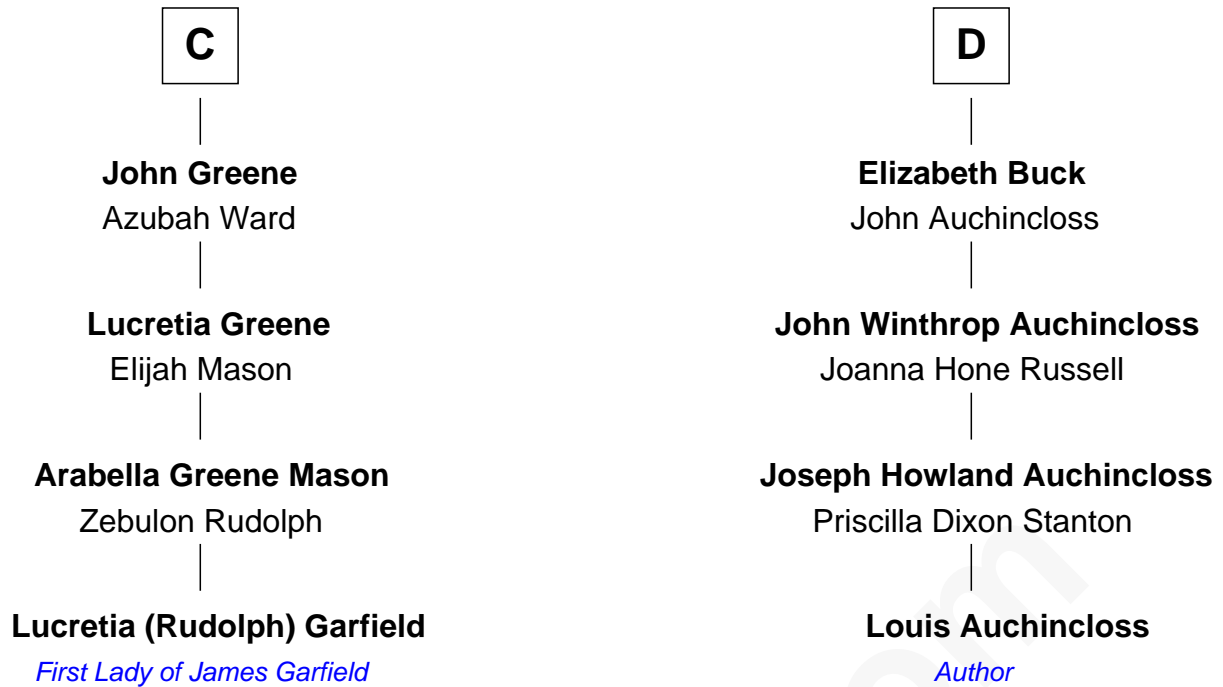 C
John Greene
Azubah Ward
Lucretia Greene
Elijah Mason
Arabella Greene Mason
Zebulon Rudolph
Lucretia (Rudolph) Garfield
First Lady of James Garfield
D
Elizabeth Buck
John Auchincloss
John Winthrop Auchincloss
Joanna Hone Russell
Joseph Howland Auchincloss
Priscilla Dixon Stanton
Louis Auchincloss
Author